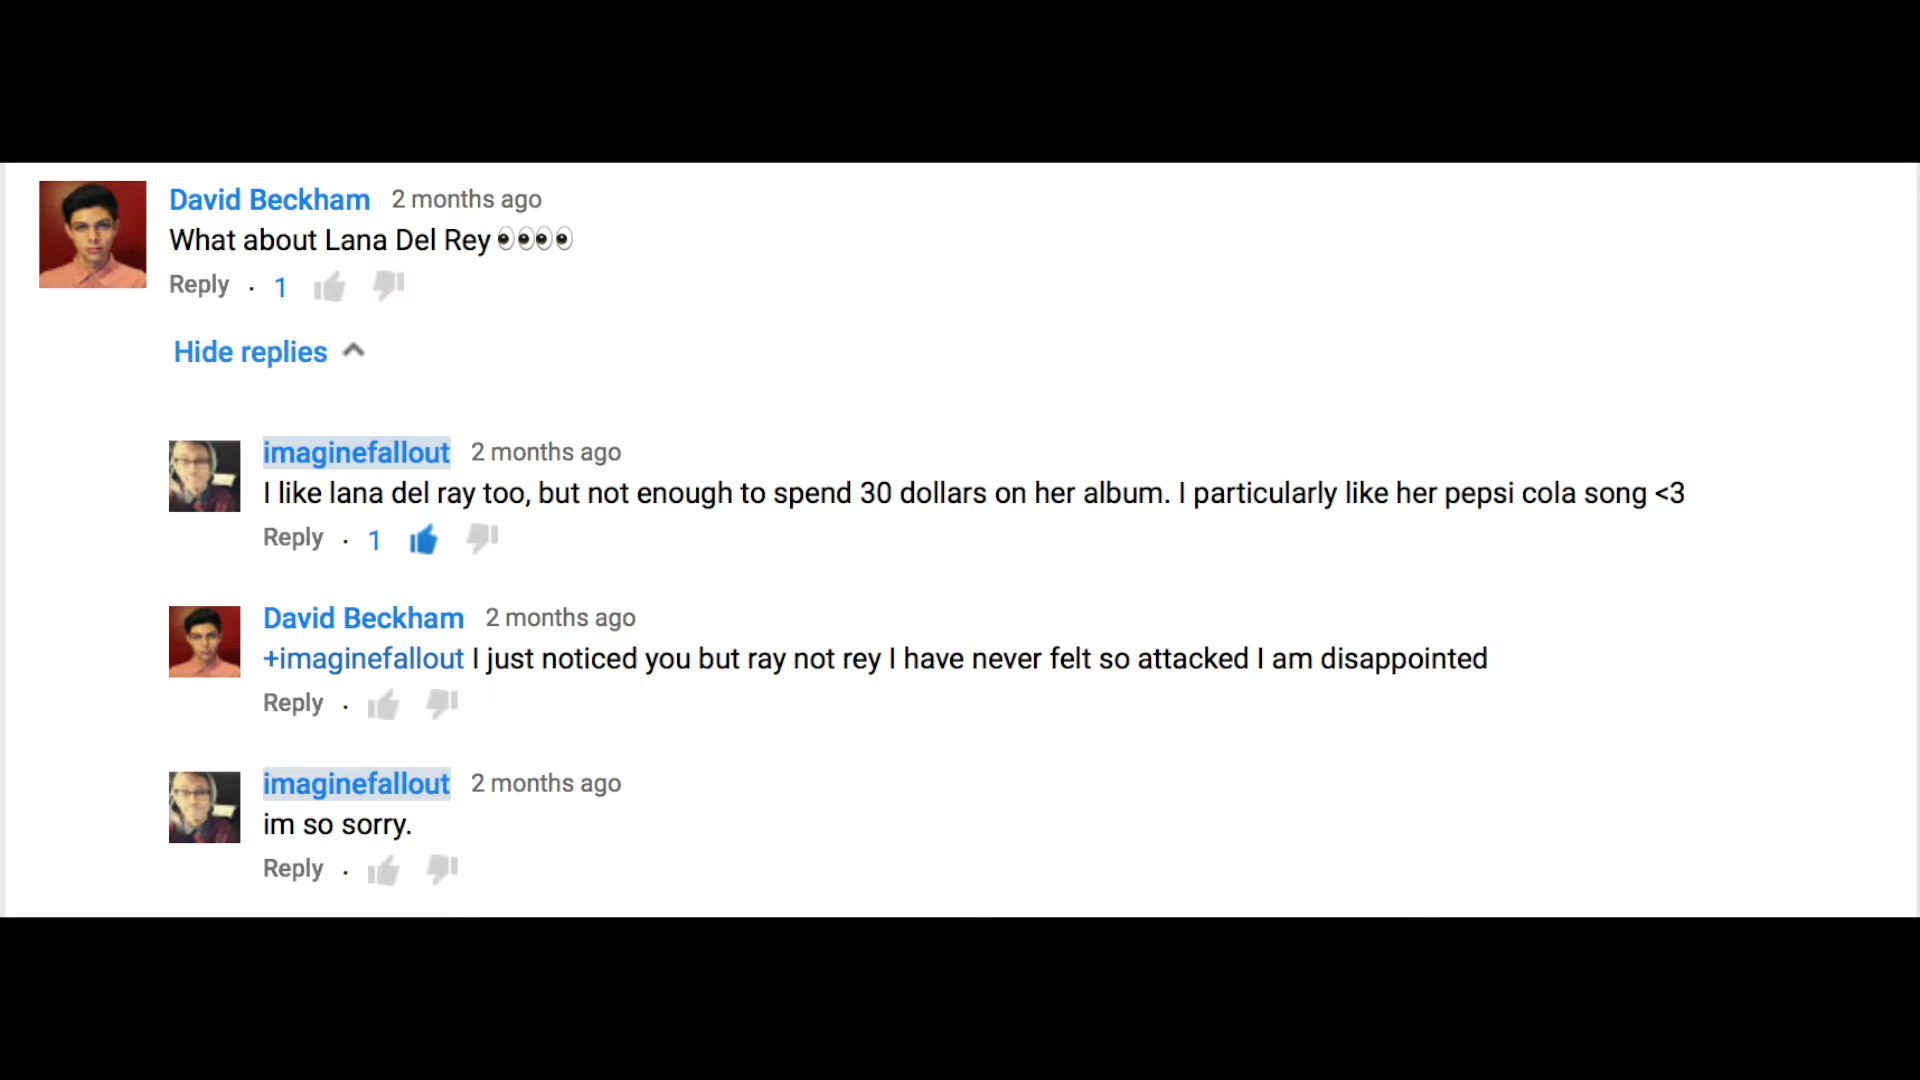 David Beckham 2 months ago
What about Lana Del Rey 👀👀
Reply · 1
Hide replies
imaginefallout 2 months ago
I like lana del ray too, but not enough to spend 30 dollars on her album. I particularly like her pepsi cola song <3
Reply · 1
David Beckham 2 months ago
+imaginefallout I just noticed you but ray not rey I have never felt so attacked I am disappointed
Reply ·
imaginefallout 2 months ago
im so sorry.
Reply ·